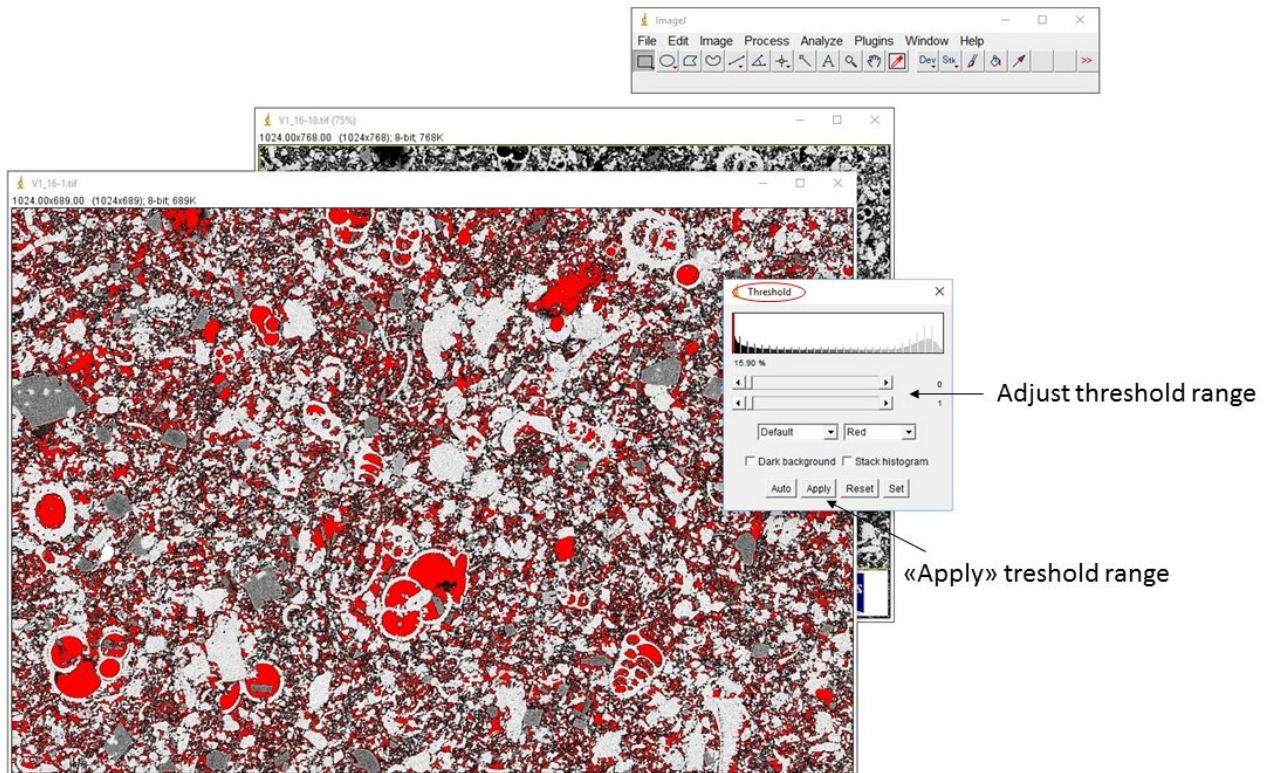 ImageJ
File Edit Image Process Analyze Plugins Window Help
Dev Stk >>
V1_16-18.tif (75%)
1024.00x768.00 (1024x768); 8-bit; 768K
V1_16-1.tif
1024.00x689.00 (1024x689); 8-bit; 689K
Threshold
15.90 %
0
1
Default Red
Dark background Stack histogram
Auto Apply Reset Set
Adjust threshold range
«Apply» treshold range